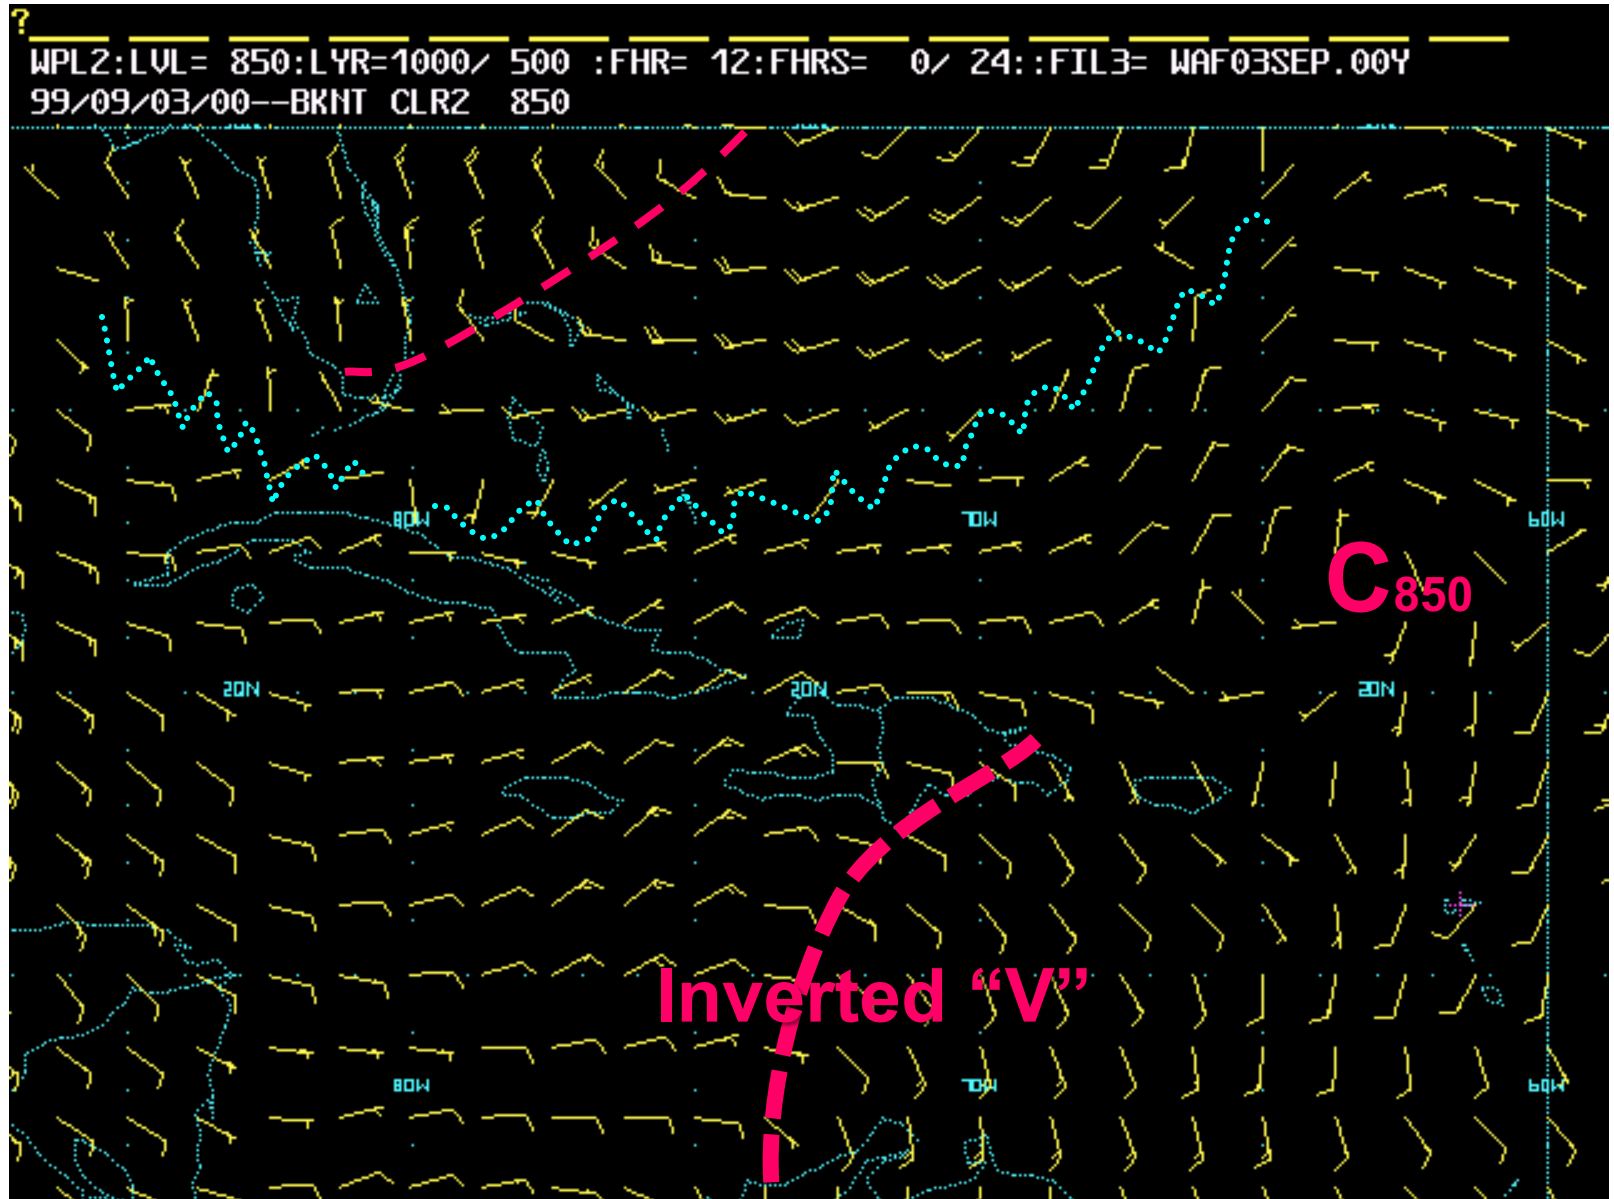 ?
WPL2:LVL= 850:LYR=1000/ 500 :FHR= 12:FHRS=  0/ 24::FIL3= WAF03SEP.00Y
99/09/03/00--BKNT CLR2  850
80W 70W 60W
C850
20N 20N 20N
Inverted “V”
80W 70W 60W